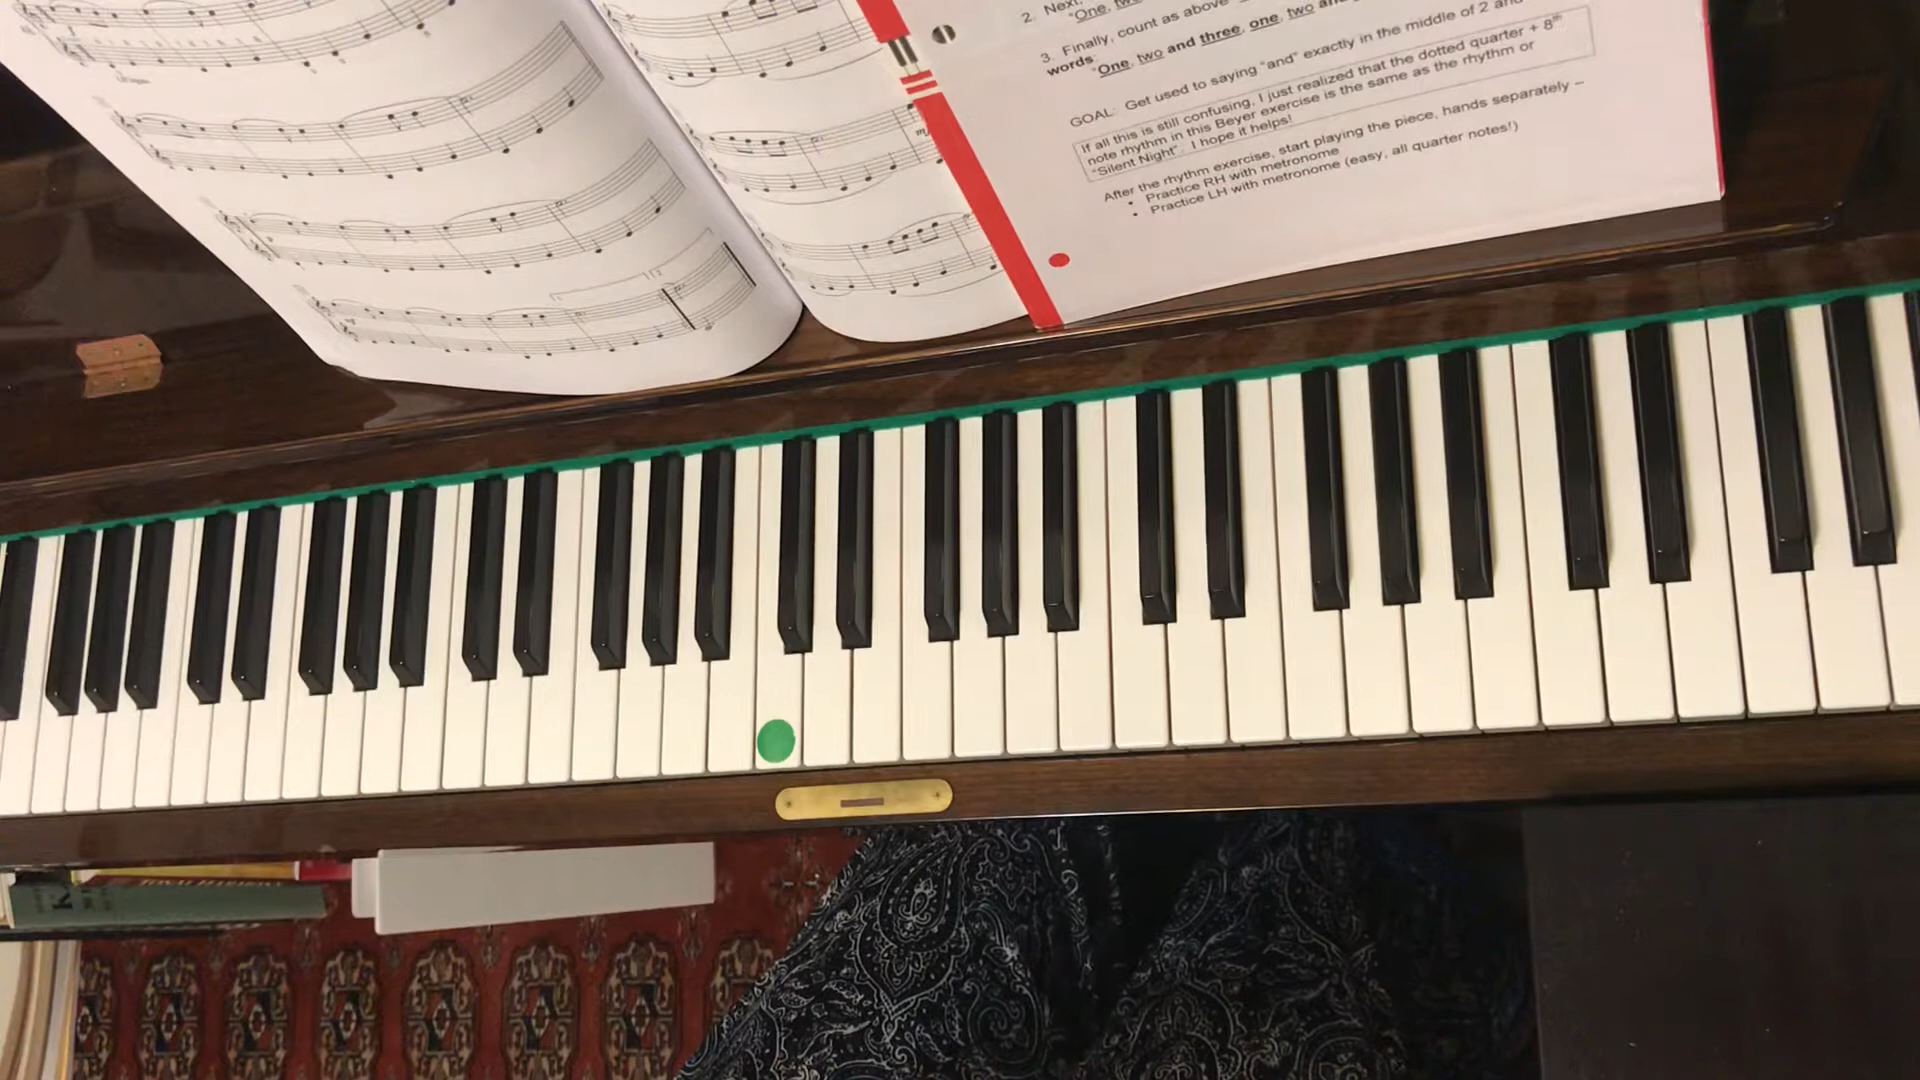 2. Next,
"One, two
3. Finally, count as above
words:
"One, two and three, one, two and
GOAL: Get used to saying "and" exactly in the middle of 2 and
If all this is still confusing, I just realized that the dotted quarter + 8th
note rhythm in this Beyer exercise is the same as the rhythm or
"Silent Night". I hope it helps!
After the rhythm exercise, start playing the piece, hands separately –
• Practice RH with metronome
• Practice LH with metronome (easy, all quarter notes!)